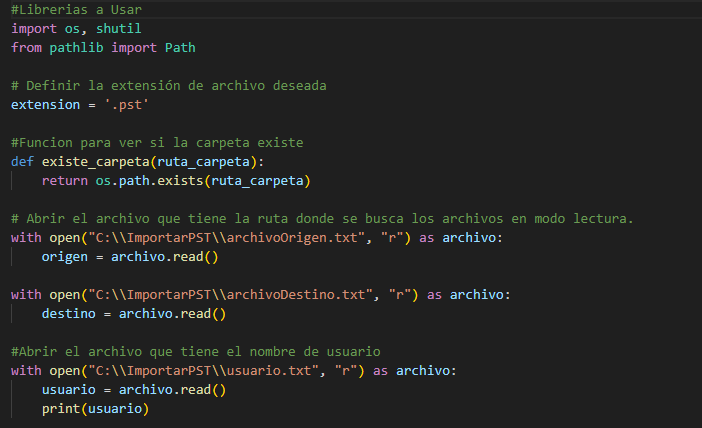 #Librerias a Usar
import os, shutil
from pathlib import Path
# Definir la extensión de archivo deseada
extension = '.pst'
#Funcion para ver si la carpeta existe
def existe_carpeta(ruta_carpeta):
    return os.path.exists(ruta_carpeta)
# Abrir el archivo que tiene la ruta donde se busca los archivos en modo lectura.
with open("C:\\ImportarPST\\archivoOrigen.txt", "r") as archivo:
    origen = archivo.read()
with open("C:\\ImportarPST\\archivoDestino.txt", "r") as archivo:
    destino = archivo.read()
#Abrir el archivo que tiene el nombre de usuario
with open("C:\\ImportarPST\\usuario.txt", "r") as archivo:
    usuario = archivo.read()
    print(usuario)